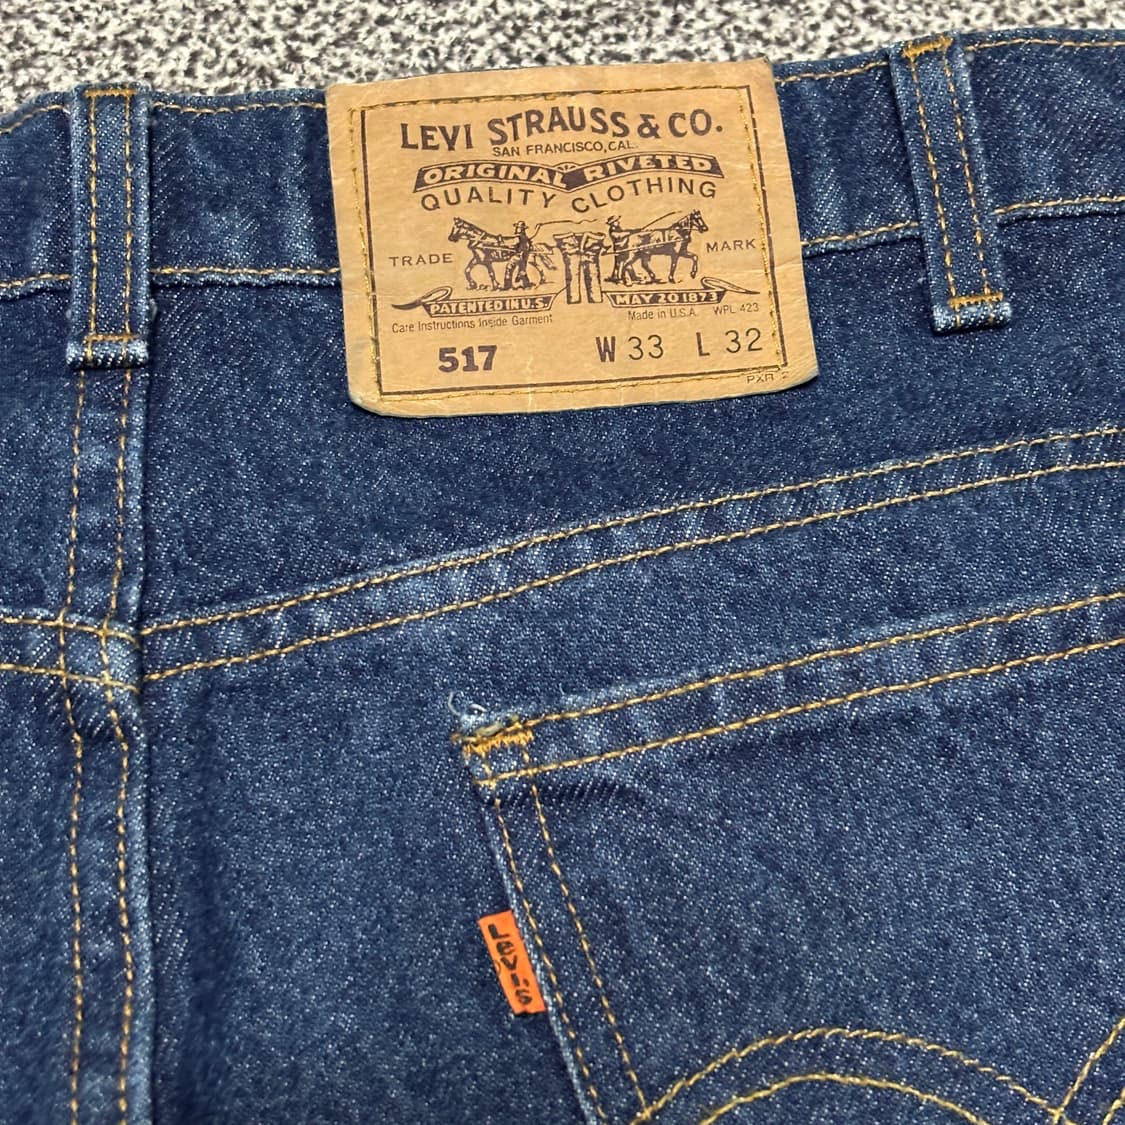 LEVI STRAUSS & CO.
SAN FRANCISCO, CAL.
ORIGINAL RIVETED
QUALITY CLOTHING
TRADE MARK
PATENTED IN U.S. MAY 20 1873
Care Instructions Inside Garment Made in U.S.A. WPL 423
517 W 33 L 32
Levi's